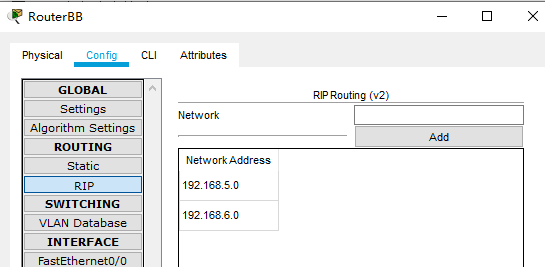 RouterBB
Physical Config CLI Attributes
GLOBAL
Settings
Algorithm Settings
ROUTING
Static
RIP
SWITCHING
VLAN Database
INTERFACE
FastEthernet0/0
RIP Routing (v2)
Network
Add
Network Address
192.168.5.0
192.168.6.0